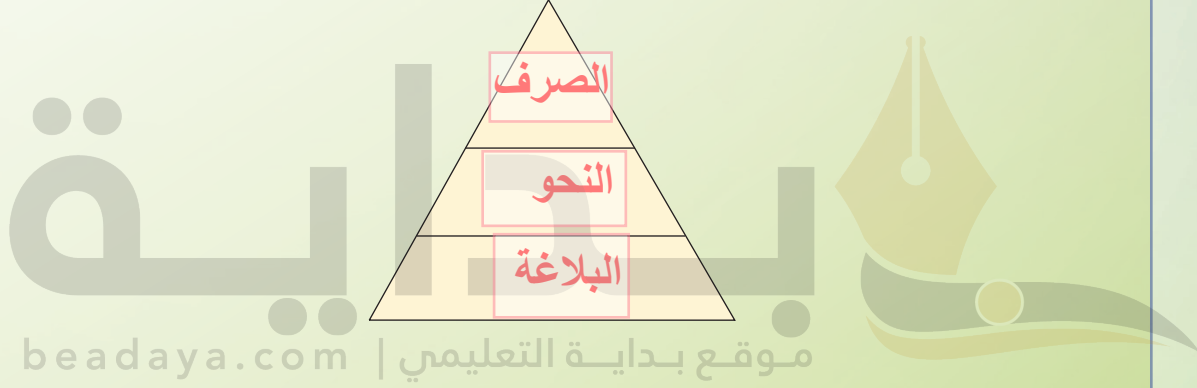 الصرف
النحو
البلاغة
بداية
موقع بداية التعليمي | beadaya.com